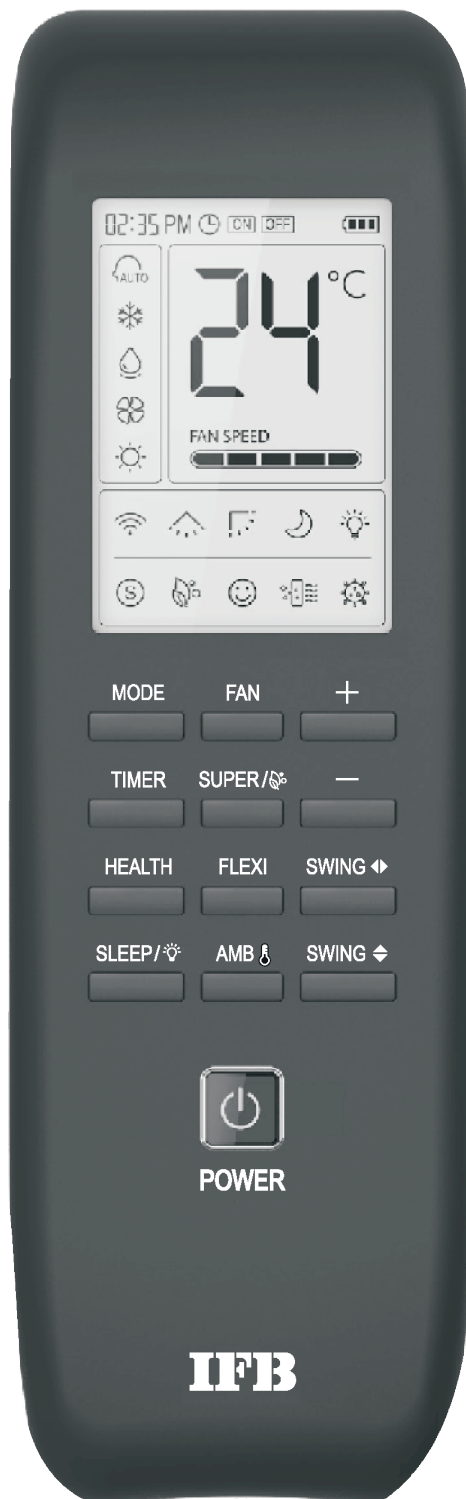 02:35 PM ON OFF
AUTO
24°C
FAN SPEED
S
MODE FAN +
TIMER SUPER/ −
HEALTH FLEXI SWING
SLEEP/ AMB SWING
POWER
IFB